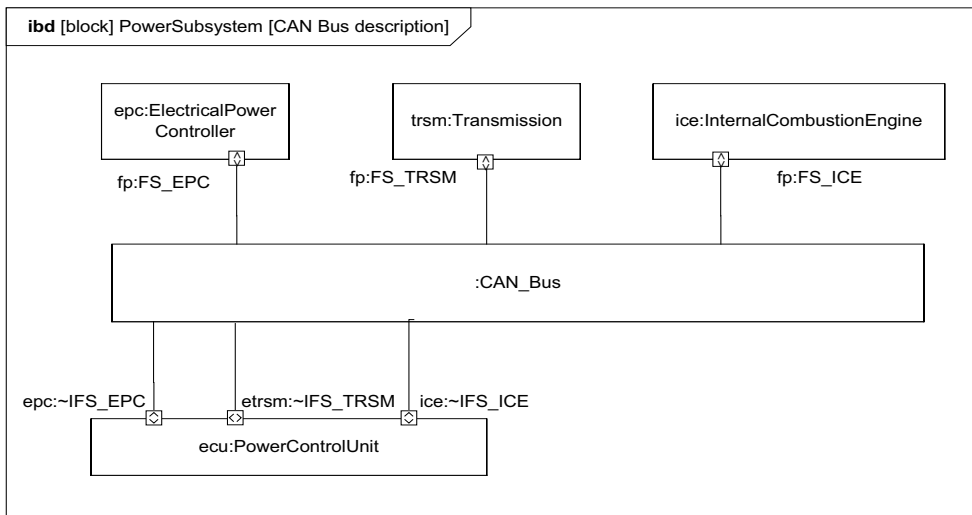 ibd [block] PowerSubsystem [CAN Bus description]
epc:ElectricalPower
Controller
trsm:Transmission
ice:InternalCombustionEngine
fp:FS_EPC
fp:FS_TRSM
fp:FS_ICE
:CAN_Bus
epc:~IFS_EPC
etrsm:~IFS_TRSM
ice:~IFS_ICE
ecu:PowerControlUnit